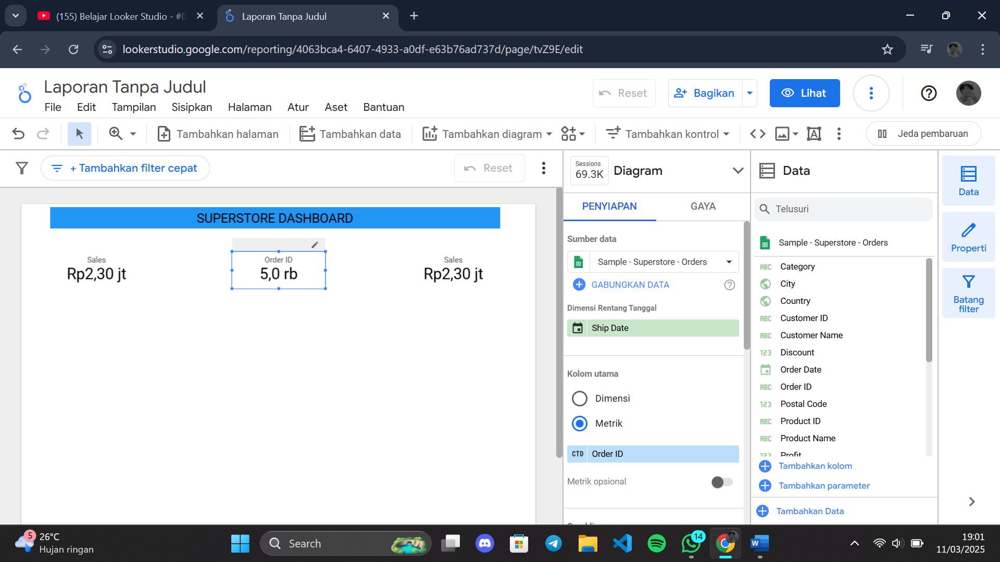 (155) Belajar Looker Studio - #0
Laporan Tanpa Judul
lookerstudio.google.com/reporting/4063bca4-6407-4933-a0df-e63b76ad737d/page/tvZ9E/edit
Laporan Tanpa Judul
File Edit Tampilan Sisipkan Halaman Atur Aset Bantuan
Reset
Bagikan
Lihat
Tambahkan halaman
Tambahkan data
Tambahkan diagram
Tambahkan kontrol
Jeda pembaruan
+ Tambahkan filter cepat
Reset
SUPERSTORE DASHBOARD
Sales
Rp2,30 jt
Order ID
5,0 rb
Sales
Rp2,30 jt
Sessions
69.3K
Diagram
PENYIAPAN
GAYA
Sumber data
Sample - Superstore - Orders
GABUNGKAN DATA
Dimensi Rentang Tanggal
Ship Date
Kolom utama
Dimensi
Metrik
CTD Order ID
Metrik opsional
Data
Telusuri
Sample - Superstore - Orders
ABC Category
City
Country
ABC Customer ID
ABC Customer Name
123 Discount
Order Date
ABC Order ID
123 Postal Code
ABC Product ID
ABC Product Name
123 Profit
Tambahkan kolom
Tambahkan parameter
Tambahkan Data
Data
Properti
Batang
filter
5
26°C
Hujan ringan
Search
14
W
19:01
11/03/2025